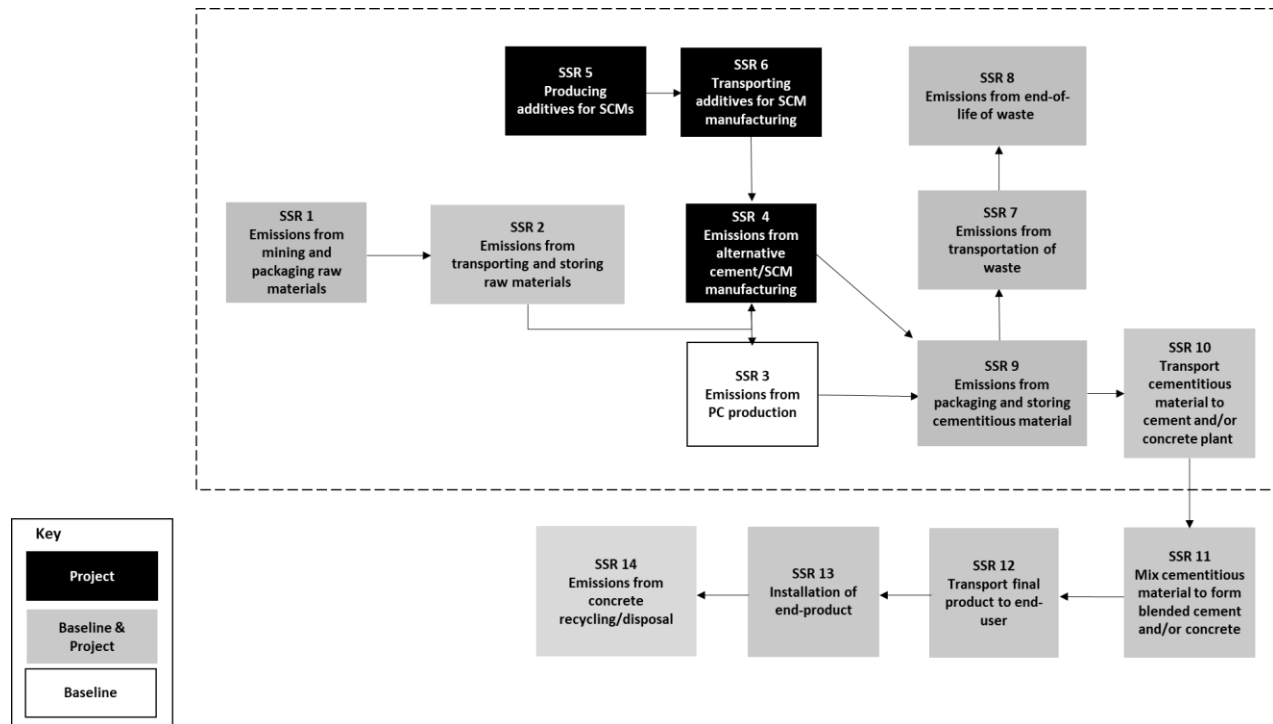 SSR 5
Producing
additives for SCMs
SSR 6
Transporting
additives for SCM
manufacturing
SSR 8
Emissions from end-of-
life of waste
SSR 1
Emissions from
mining and
packaging raw
materials
SSR 2
Emissions from
transporting and storing
raw materials
SSR 4
Emissions from
alternative
cement/SCM
manufacturing
SSR 7
Emissions from
transportation of
waste
SSR 3
Emissions from
PC production
SSR 9
Emissions from
packaging and storing
cementitious material
SSR 10
Transport
cementitious
material to
cement and/or
concrete plant
SSR 14
Emissions from
concrete
recycling/disposal
SSR 13
Installation of
end-product
SSR 12
Transport final
product to end-
user
SSR 11
Mix cementitious
material to form
blended cement
and/or concrete
Key
Project
Baseline &
Project
Baseline